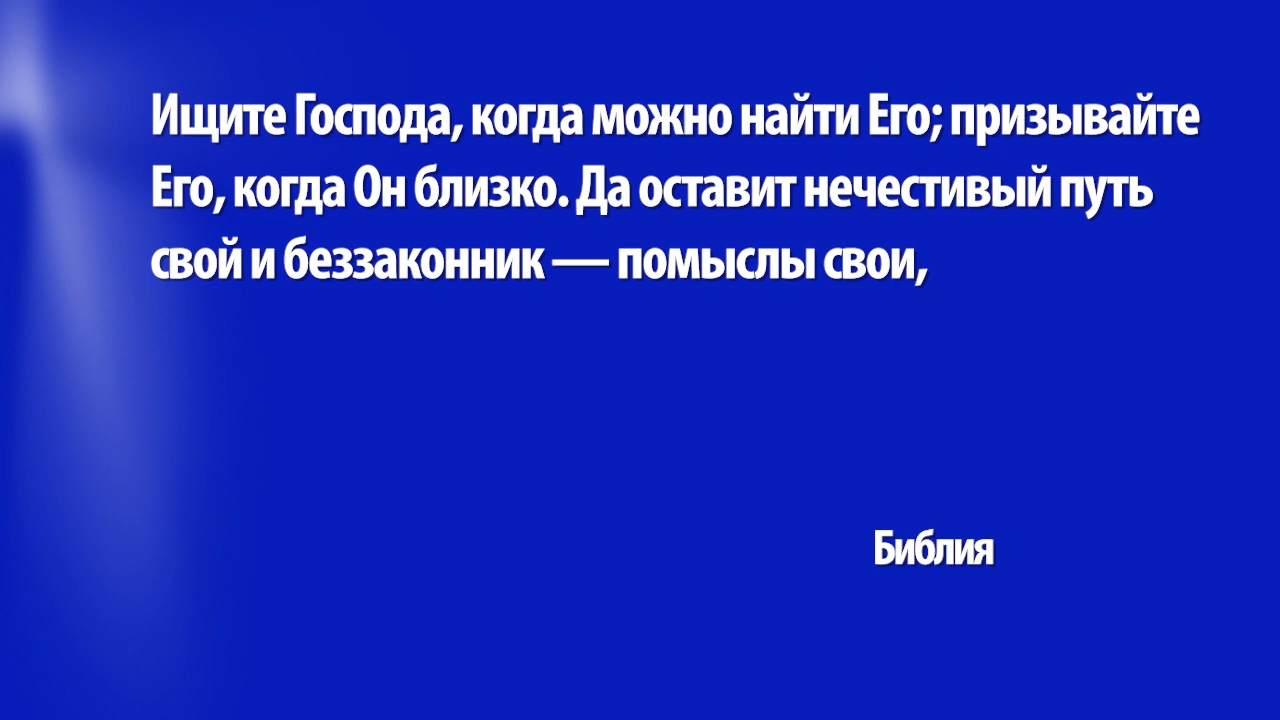 Ищите Господа, когда можно найти Его; призывайте
Его, когда Он близко. Да оставит нечестивый путь
свой и беззаконник — помыслы свои,
Библия